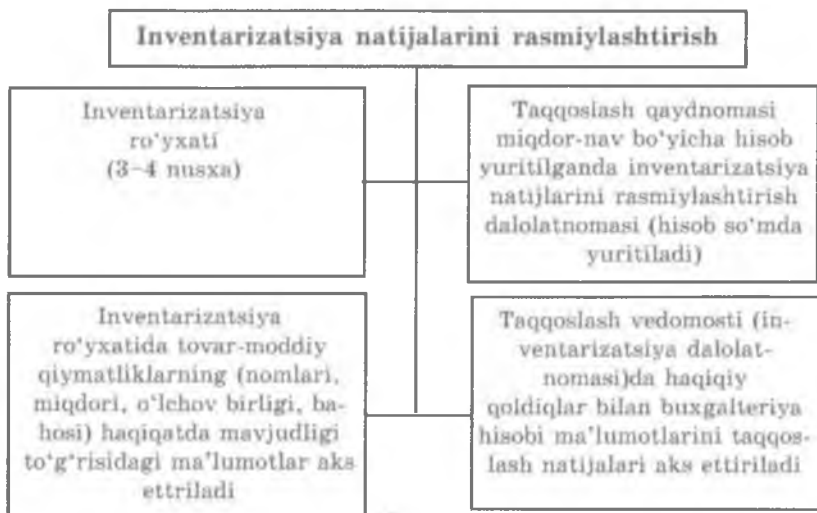 Inventarizatsiya natijalarini rasmiylashtirish
Inventarizatsiya
ro‘yxati
(3–4 nusxa)
Taqqoslash qaydnomasi
miqdor-nav bo‘yicha hisob
yuritilganda inventarizatsiya
natijlarini rasmiylashtirish
dalolatnomasi (hisob so‘mda
yuritiladi)
Inventarizatsiya
ro‘yxatida tovar-moddiy
qiymatliklarning (nomlari,
miqdori, o‘lchov birligi, ba-
hosi) haqiqatda mavjudligi
to‘g‘risidagi ma’lumotlar aks
ettriladi
Taqqoslash vedomosti (in-
ventarizatsiya dalolat-
nomasi)da haqiqiy
qoldiqlar bilan buxgalteriya
hisobi ma’lumotlarini taqqos-
lash natijalari aks ettiriladi